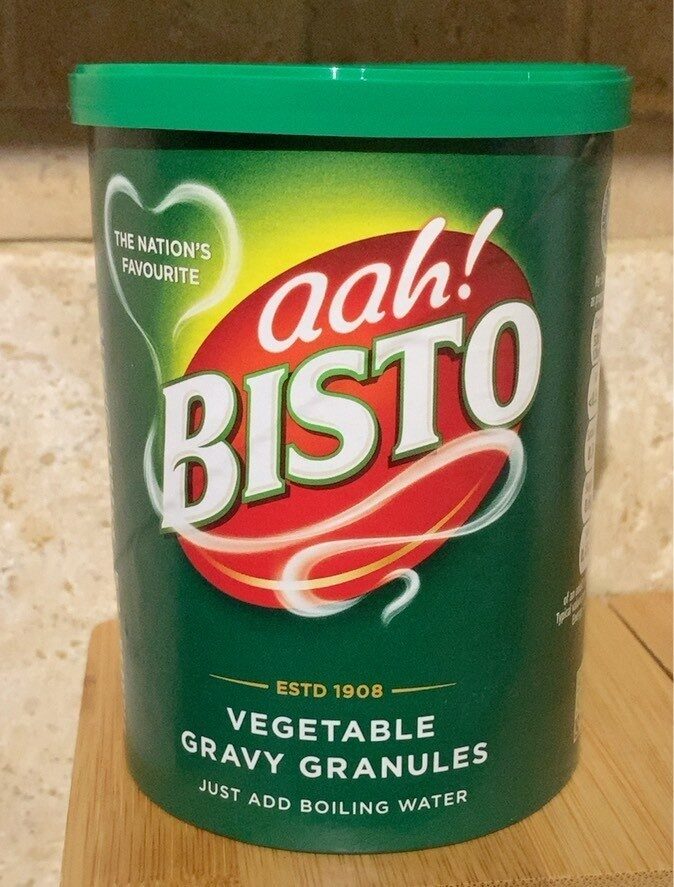 THE NATION'S
FAVOURITE
aah!
BISTO
ESTD 1908
VEGETABLE
GRAVY GRANULES
JUST ADD BOILING WATER